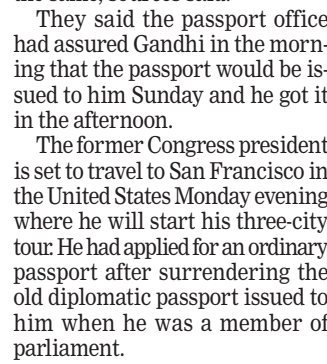 They said the passport office
had assured Gandhi in the morn-
ing that the passport would be is-
sued to him Sunday and he got it
in the afternoon.
The former Congress president
is set to travel to San Francisco in
the United States Monday evening
where he will start his three-city
tour. He had applied for an ordinary
passport after surrendering the
old diplomatic passport issued to
him when he was a member of
parliament.